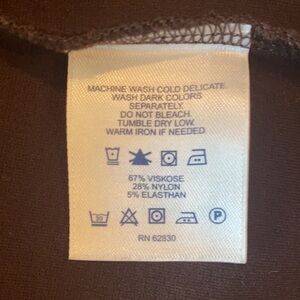 MACHINE WASH COLD DELICATE.
WASH DARK COLORS
SEPARATELY.
DO NOT BLEACH.
TUMBLE DRY LOW.
WARM IRON IF NEEDED.
67% VISKOSE
28% NYLON
5% ELASTHAN
30 P
RN 62830